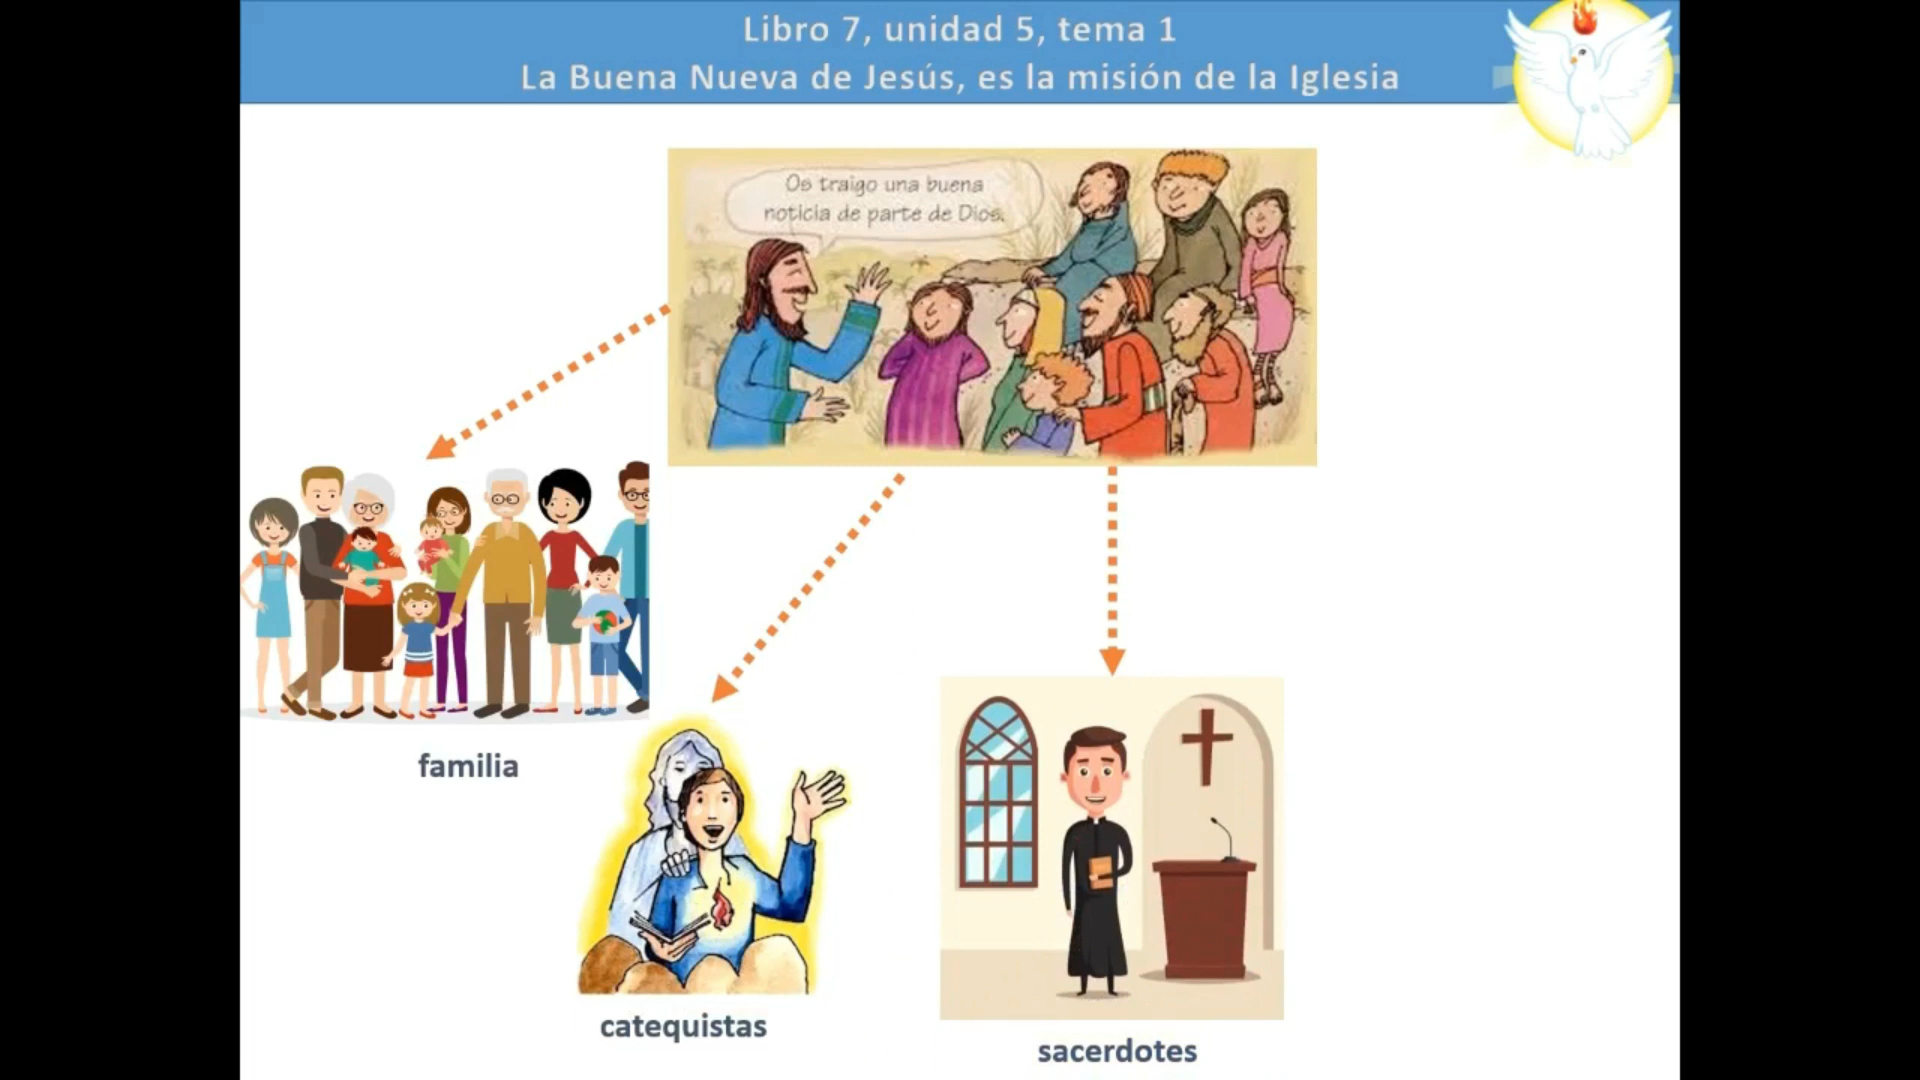 Libro 7, unidad 5, tema 1
La Buena Nueva de Jesús, es la misión de la Iglesia
Os traigo una buena
noticia de parte de Dios.
familia
catequistas
sacerdotes